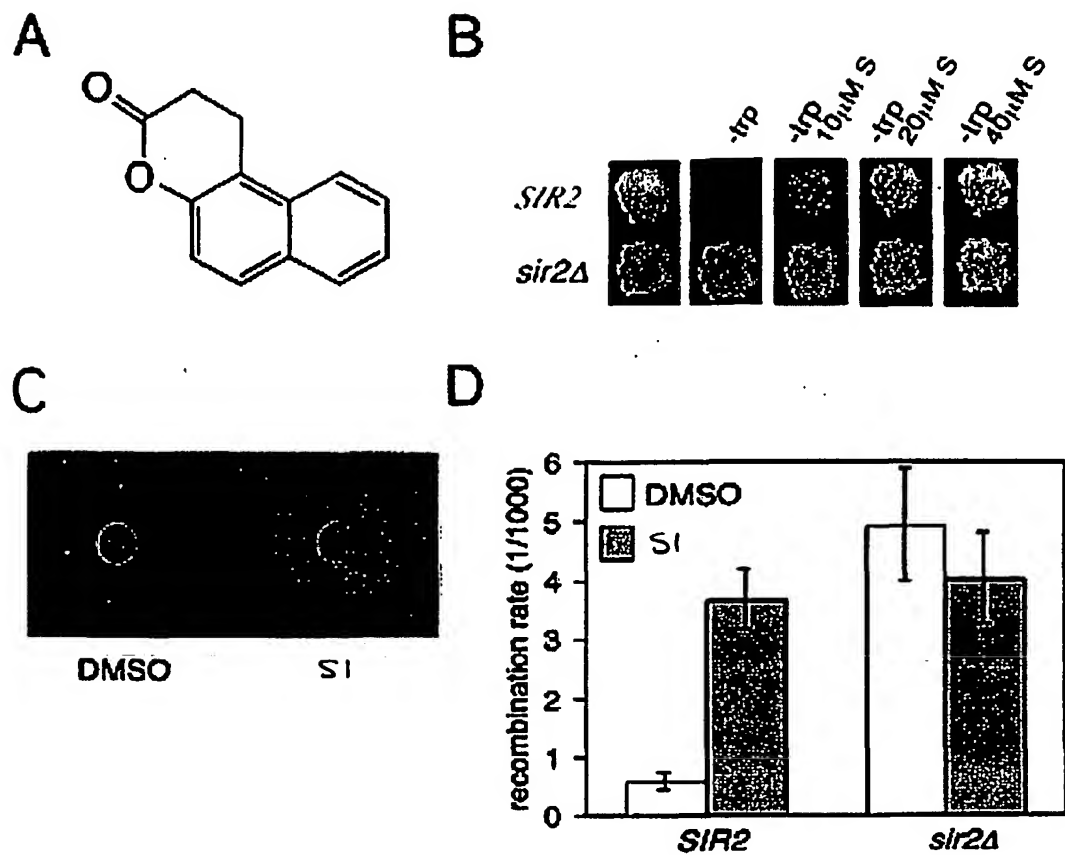 A
O
O
B
-trp
-trp 10µM S
-trp 20µM S
-trp 40µM S
SIR2
sir2Δ
C
DMSO
SI
D
recombination rate (1/1000)
6
5
4
3
2
1
0
DMSO
SI
SIR2
sir2Δ